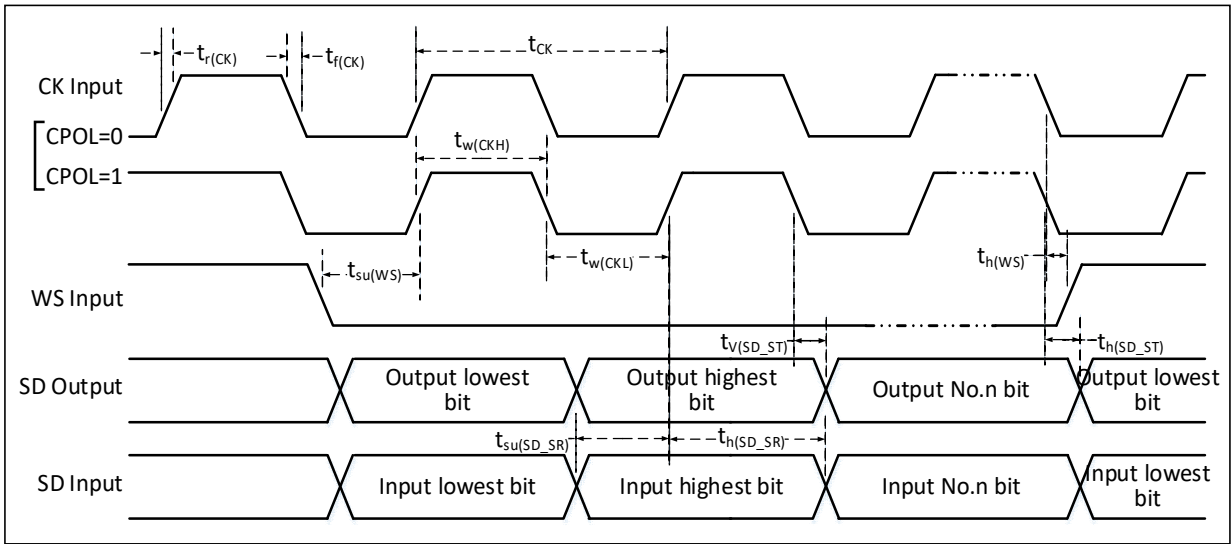 tr(CK)
tf(CK)
tCK
CK Input
CPOL=0
tw(CKH)
CPOL=1
tsu(WS)
tw(CKL)
th(WS)
WS Input
tV(SD_ST)
th(SD_ST)
SD Output
Output lowest
bit
Output highest
bit
Output No.n bit
Output lowest
bit
tsu(SD_SR)
th(SD_SR)
SD Input
Input lowest bit
Input highest bit
Input No.n bit
Input lowest
bit